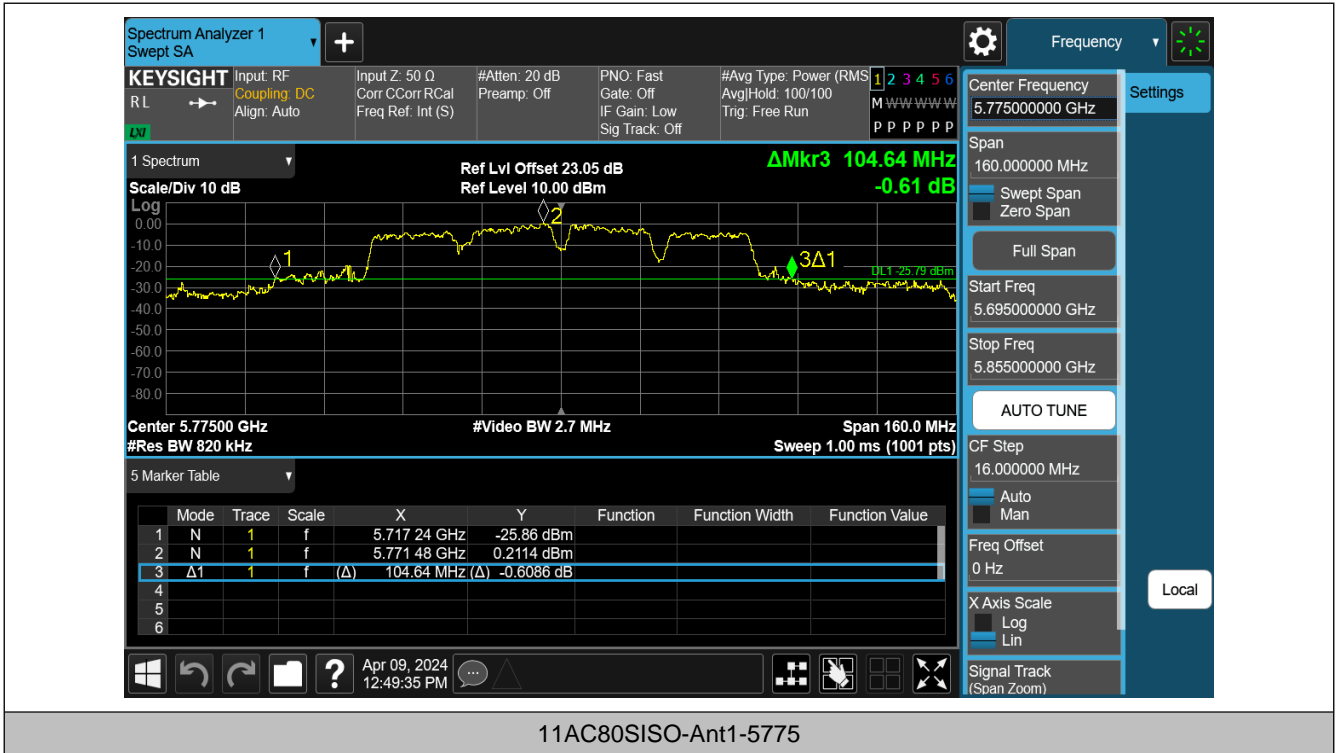 Spectrum Analyzer 1
Swept SA
Frequency
KEYSIGHT
RL
LXI
Input: RF
Coupling: DC
Align: Auto
Input Z: 50 Ω
Corr CCorr RCal
Freq Ref: Int (S)
#Atten: 20 dB
Preamp: Off
PNO: Fast
Gate: Off
IF Gain: Low
Sig Track: Off
#Avg Type: Power (RMS
Avg|Hold: 100/100
Trig: Free Run
1 2 3 4 5 6
M W W W W W
P P P P P P
1 Spectrum
Scale/Div 10 dB
Ref Lvl Offset 23.05 dB
Ref Level 10.00 dBm
ΔMkr3 104.64 MHz
-0.61 dB
Log
0.00
-10.0
-20.0
-30.0
-40.0
-50.0
-60.0
-70.0
-80.0
1
2
3Δ1
DL1 -25.79 dBm
Center 5.77500 GHz
#Video BW 2.7 MHz
Span 160.0 MHz
#Res BW 820 kHz
Sweep 1.00 ms (1001 pts)
5 Marker Table
Mode Trace Scale X Y Function Function Width Function Value
1 N 1 f 5.717 24 GHz -25.86 dBm
2 N 1 f 5.771 48 GHz 0.2114 dBm
3 Δ1 1 f (Δ) 104.64 MHz (Δ) -0.6086 dB
4
5
6
?
Apr 09, 2024
12:49:35 PM
Center Frequency
5.775000000 GHz
Settings
Span
160.000000 MHz
Swept Span
Zero Span
Full Span
Start Freq
5.695000000 GHz
Stop Freq
5.855000000 GHz
AUTO TUNE
CF Step
16.000000 MHz
Auto
Man
Freq Offset
0 Hz
Local
X Axis Scale
Log
Lin
Signal Track
(Span Zoom)
11AC80SISO-Ant1-5775